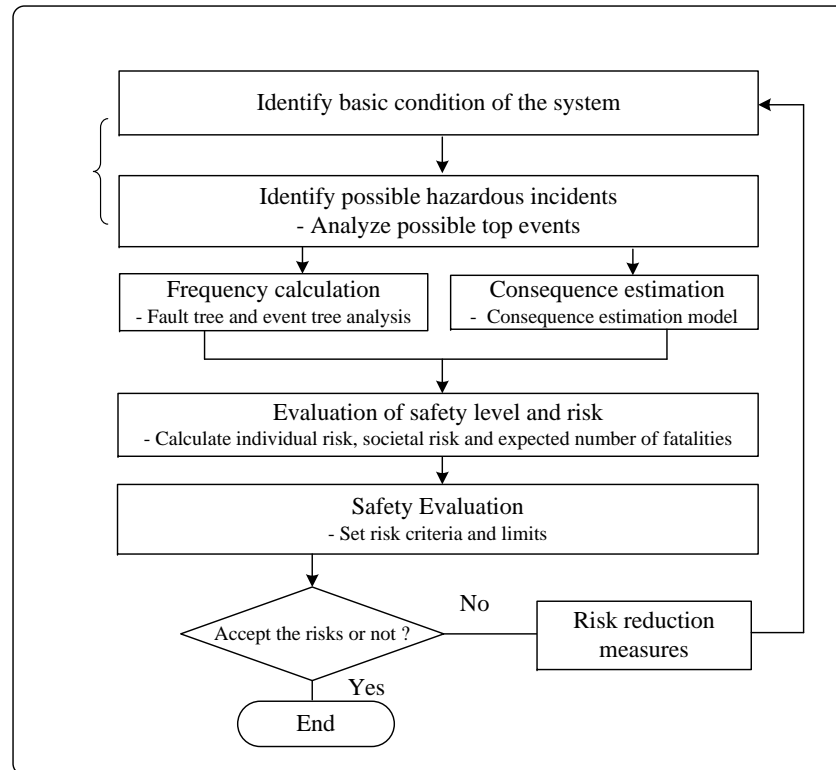 Identify basic condition of the system
Identify possible hazardous incidents
- Analyze possible top events
Frequency calculation
- Fault tree and event tree analysis
Consequence estimation
- Consequence estimation model
Evaluation of safety level and risk
- Calculate individual risk, societal risk and expected number of fatalities
Safety Evaluation
- Set risk criteria and limits
Accept the risks or not ?
No
Risk reduction
measures
Yes
End